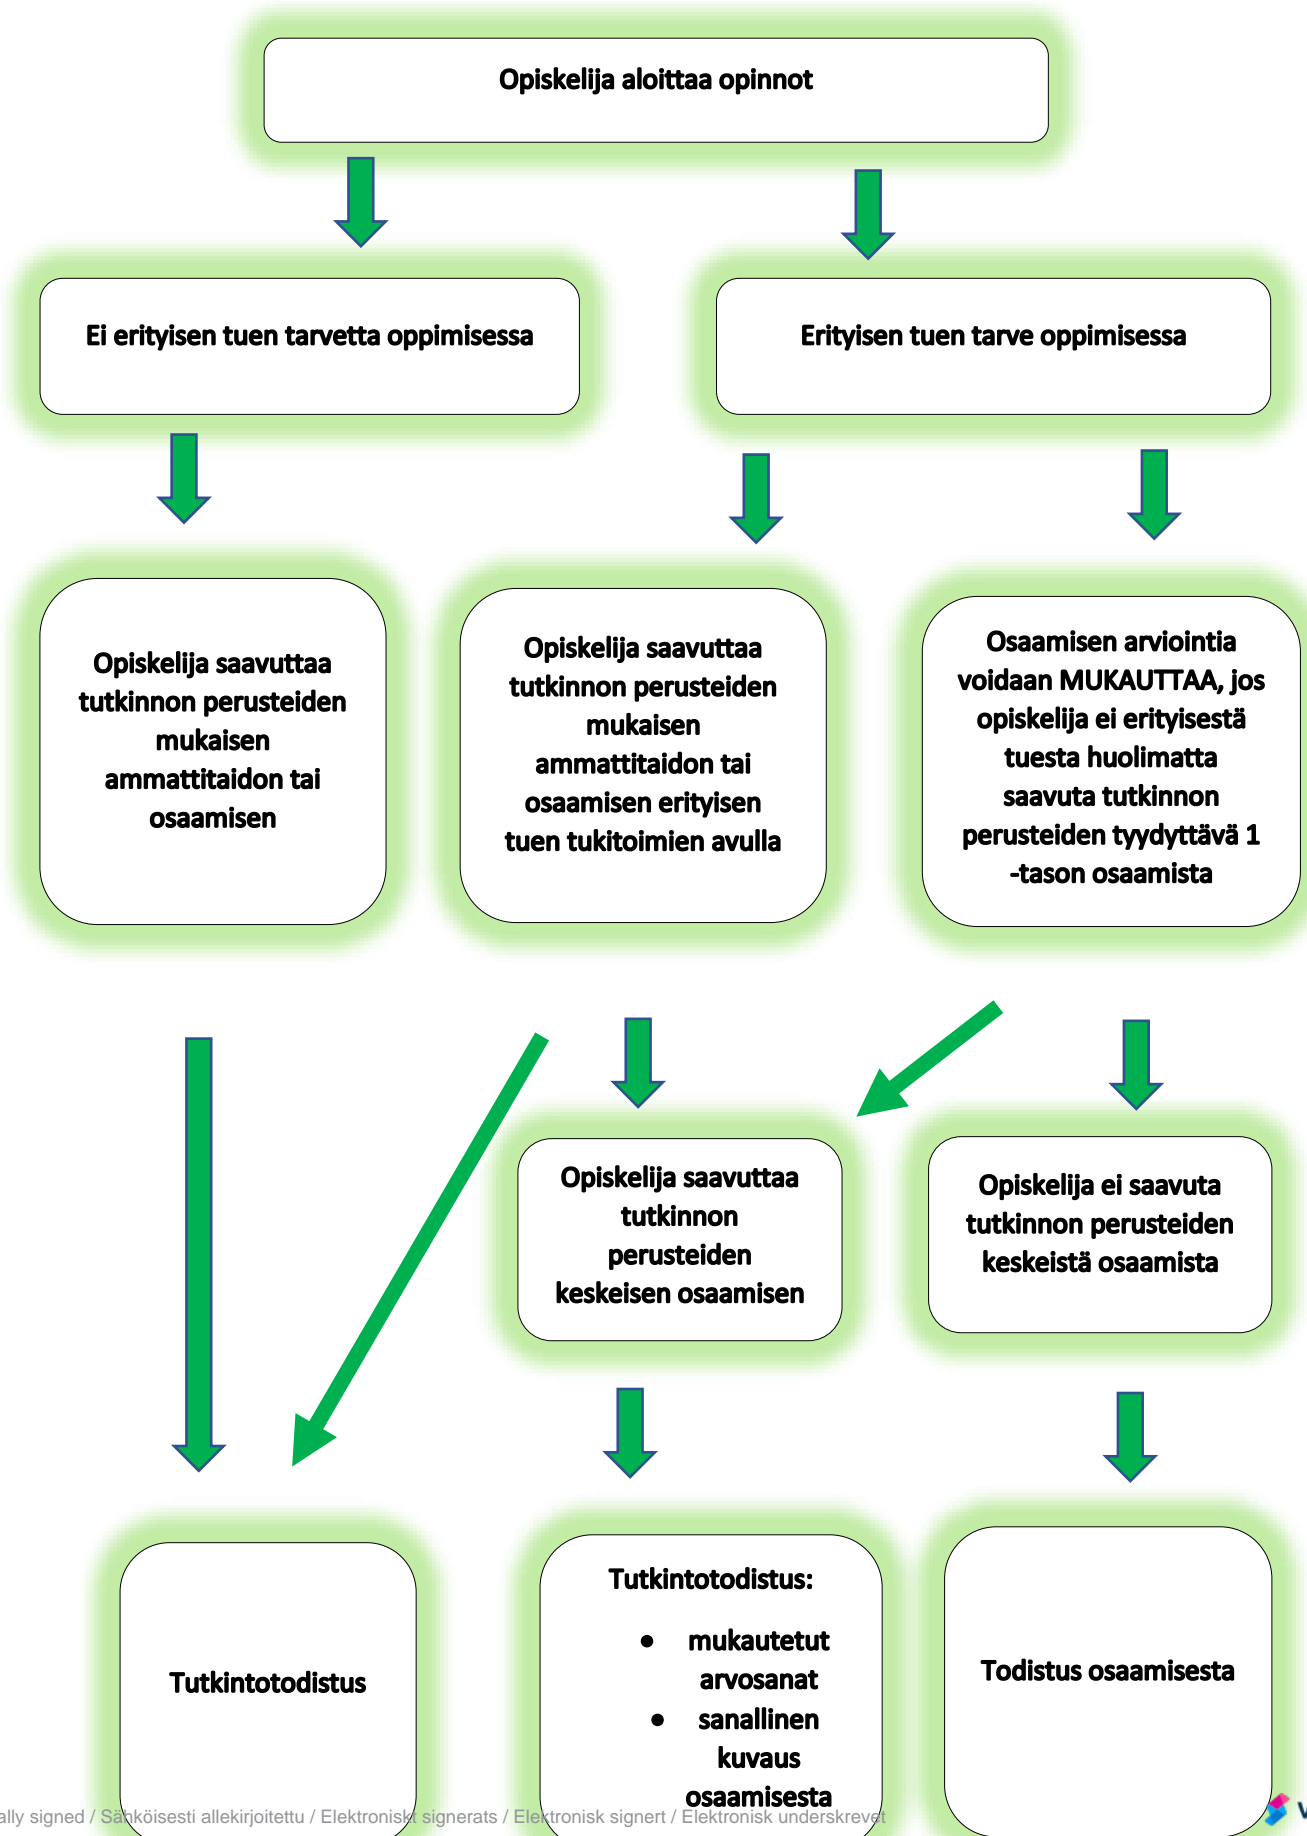 Opiskelija aloittaa opinnot
Ei erityisen tuen tarvetta oppimisessa
Erityisen tuen tarve oppimisessa
Opiskelija saavuttaa
tutkinnon perusteiden
mukaisen
ammattitaidon tai
osaamisen
Opiskelija saavuttaa
tutkinnon perusteiden
mukaisen
ammattitaidon tai
osaamisen erityisen
tuen tukitoimien avulla
Osaamisen arviointia
voidaan MUKAUTTAA, jos
opiskelija ei erityisestä
tuesta huolimatta
saavuta tutkinnon
perusteiden tyydyttävä 1
-tason osaamista
Opiskelija saavuttaa
tutkinnon
perusteiden
keskeisen osaamisen
Opiskelija ei saavuta
tutkinnon perusteiden
keskeistä osaamista
Tutkintotodistus
Tutkintotodistus:
● mukautetut
arvosanat
● sanallinen
kuvaus
osaamisesta
Todistus osaamisesta
ally signed / Sähköisesti allekirjoitettu / Elektroniskt signerats / Elektronisk signert / Elektronisk underskrevet